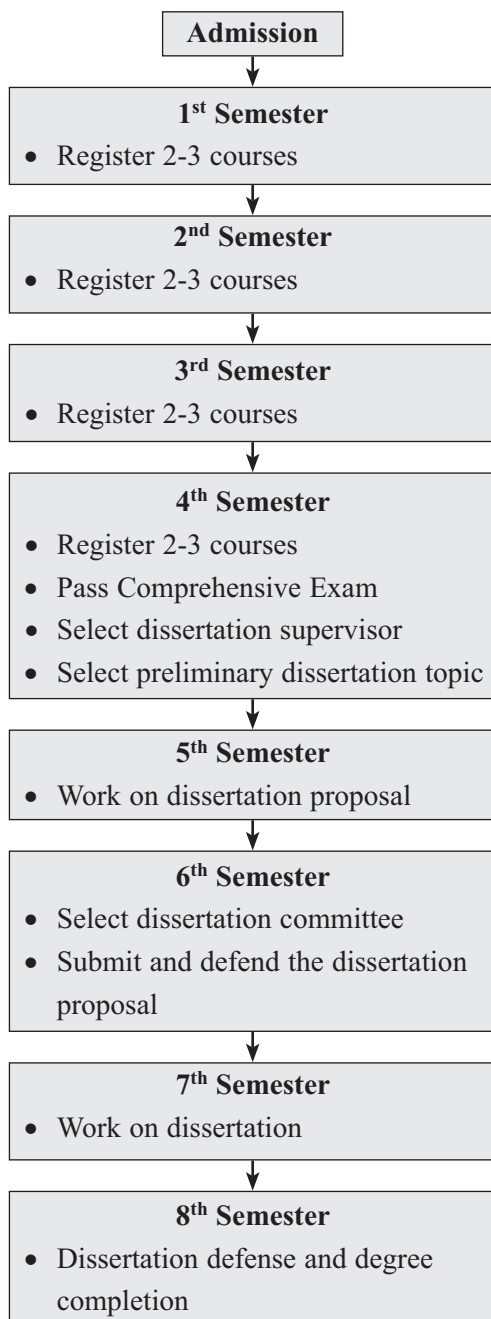 Admission
1st Semester
• Register 2-3 courses
2nd Semester
• Register 2-3 courses
3rd Semester
• Register 2-3 courses
4th Semester
• Register 2-3 courses
• Pass Comprehensive Exam
• Select dissertation supervisor
• Select preliminary dissertation topic
5th Semester
• Work on dissertation proposal
6th Semester
• Select dissertation committee
• Submit and defend the dissertation
proposal
7th Semester
• Work on dissertation
8th Semester
• Dissertation defense and degree
completion